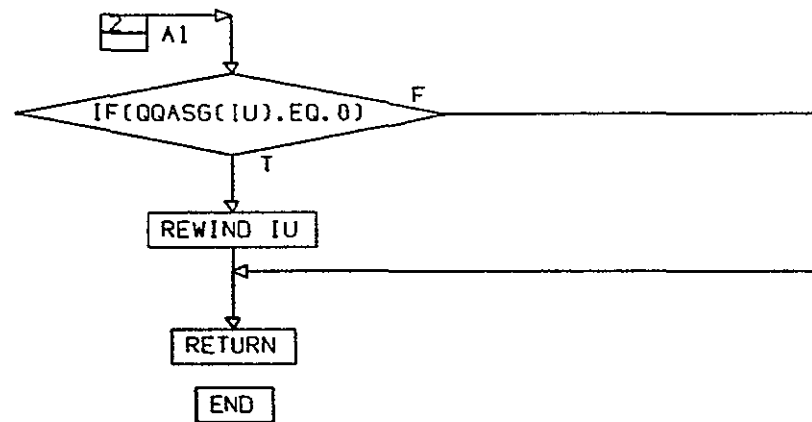 2
A1
IF(QQASG(IU).EQ.0)
F
T
REWIND IU
RETURN
END